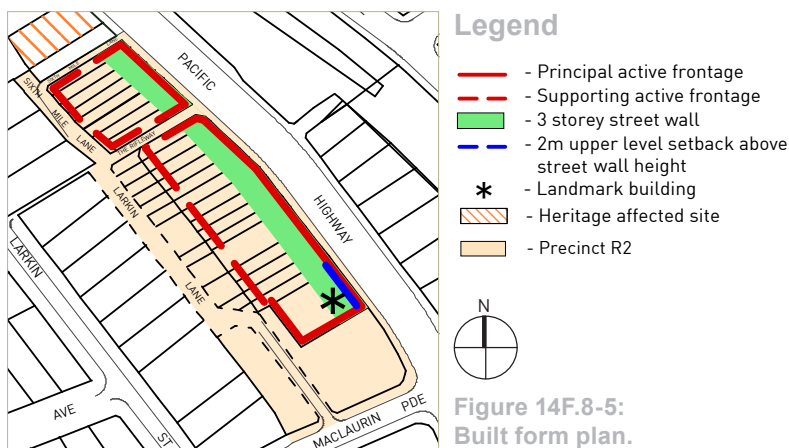 PACIFIC
HIGHWAY
SIXTH
MILE
LANE
THE RIFLEWAY
LARKIN
LANE
LARKIN
ST
AVE
MACLAURIN PDE
Legend
- Principal active frontage
- Supporting active frontage
- 3 storey street wall
- 2m upper level setback above
street wall height
- Landmark building
- Heritage affected site
- Precinct R2
N
Figure 14F.8-5:
Built form plan.